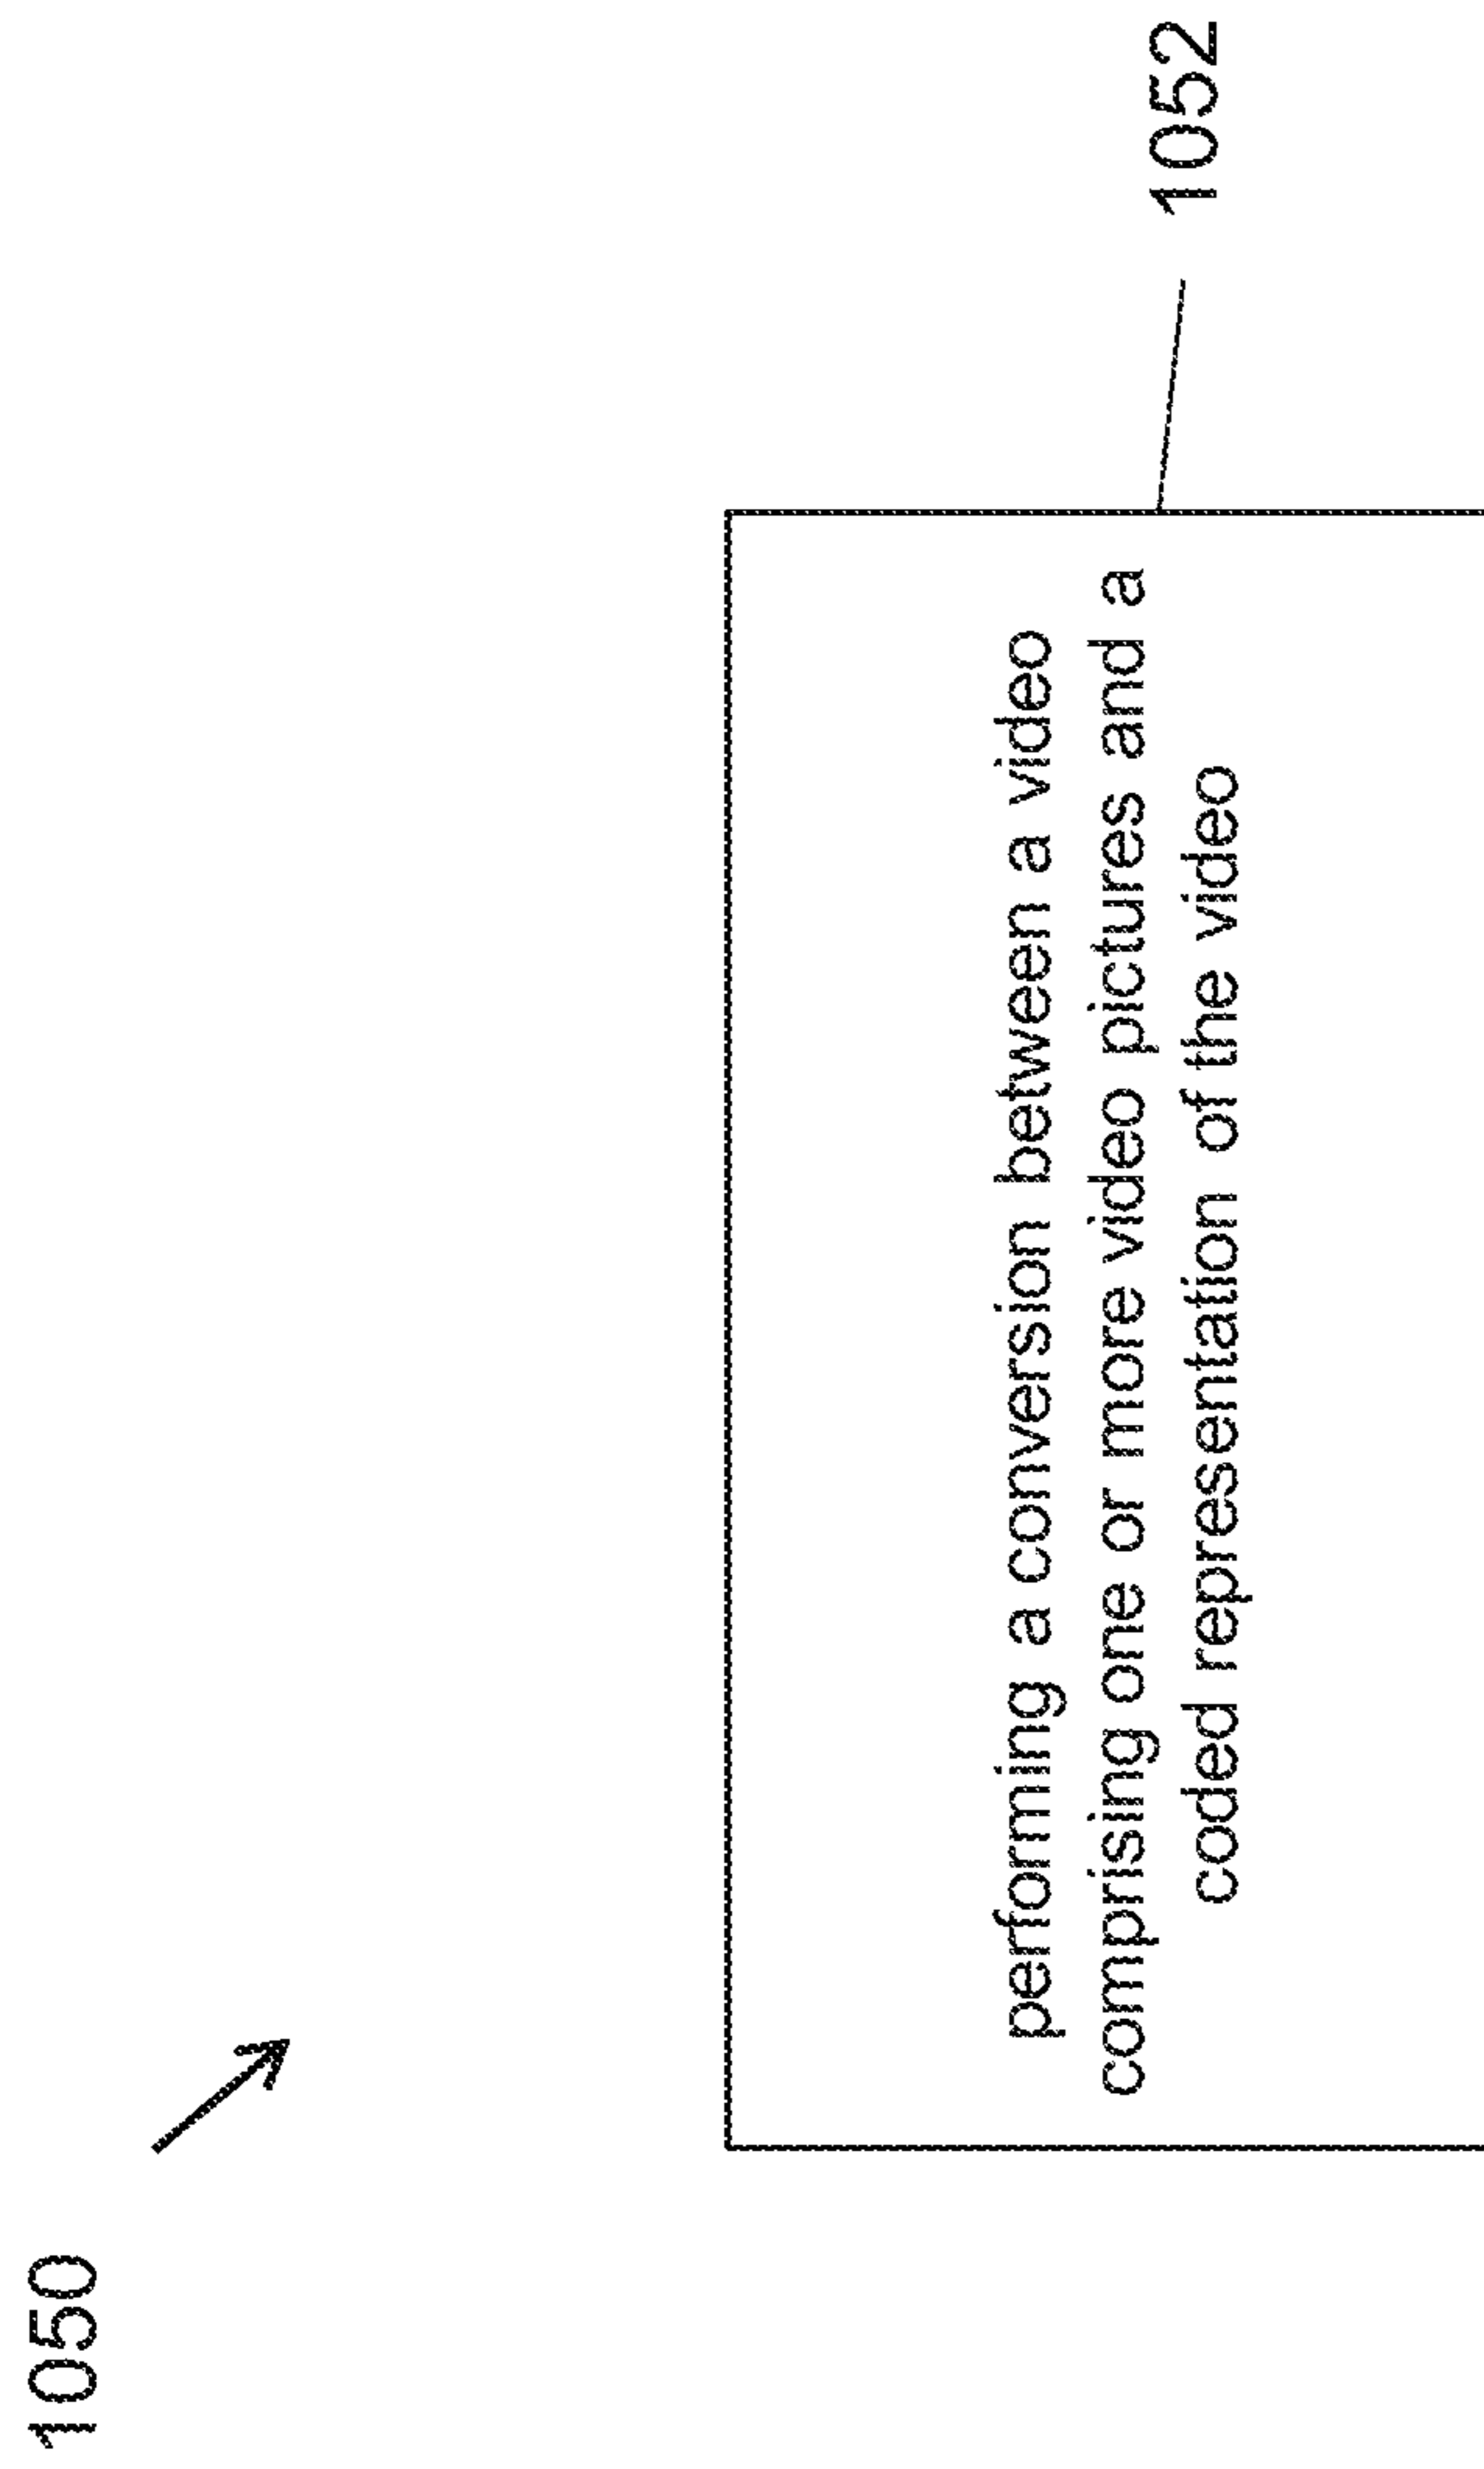 1050
performing a conversion between a video
comprising one or more video pictures and a
coded representation of the video
1052